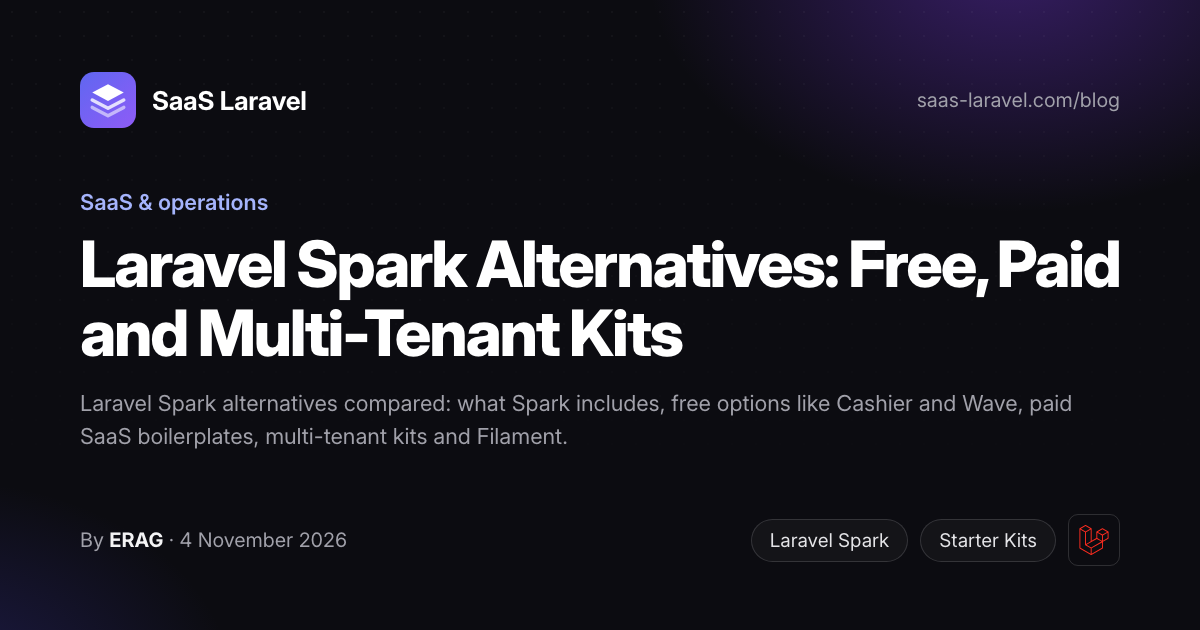 SaaS Laravel
saas-laravel.com/blog
SaaS & operations
Laravel Spark Alternatives: Free, Paid
and Multi-Tenant Kits
Laravel Spark alternatives compared: what Spark includes, free options like Cashier and Wave, paid
SaaS boilerplates, multi-tenant kits and Filament.
By ERAG · 4 November 2026
Laravel Spark
Starter Kits